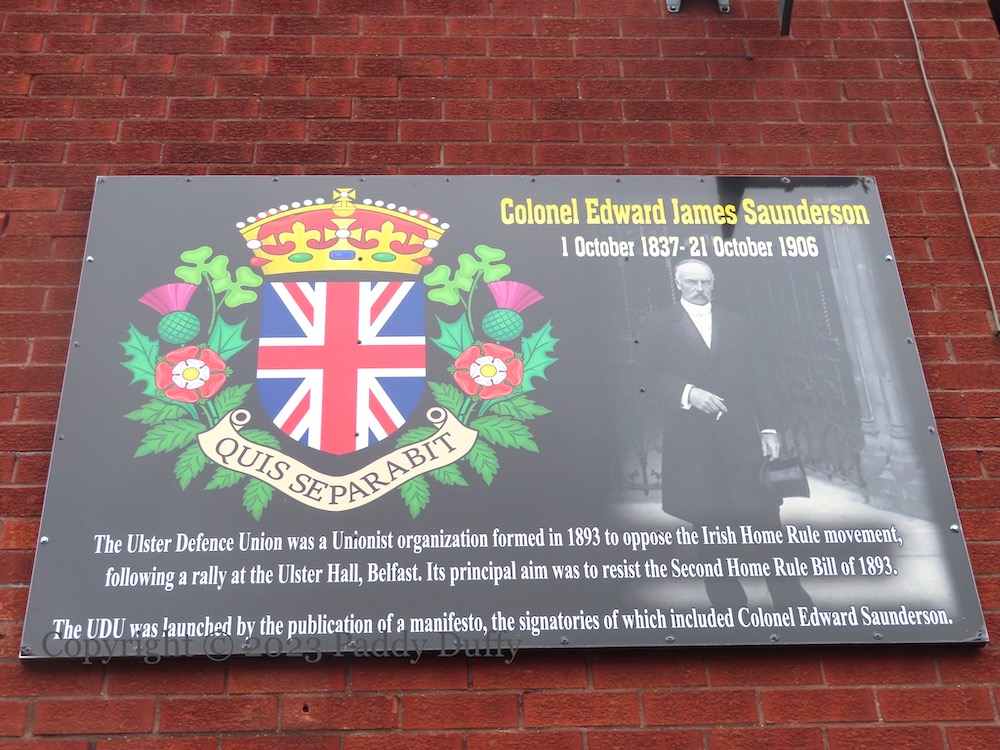 Colonel Edward James Saunderson
1 October 1837- 21 October 1906
QUIS SEPARABIT
The Ulster Defence Union was a Unionist organization formed in 1893 to oppose the Irish Home Rule movement,
following a rally at the Ulster Hall, Belfast. Its principal aim was to resist the Second Home Rule Bill of 1893.
The UDU was launched by the publication of a manifesto, the signatories of which included Colonel Edward Saunderson.
Copyright © 2023 Paddy Duffy